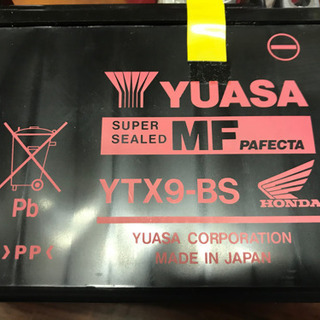 YUASA
SUPER SEALED MF PAFECTA
YTX9-BS
HONDA
Pb
>PP<
YUASA CORPORATION
MADE IN JAPAN